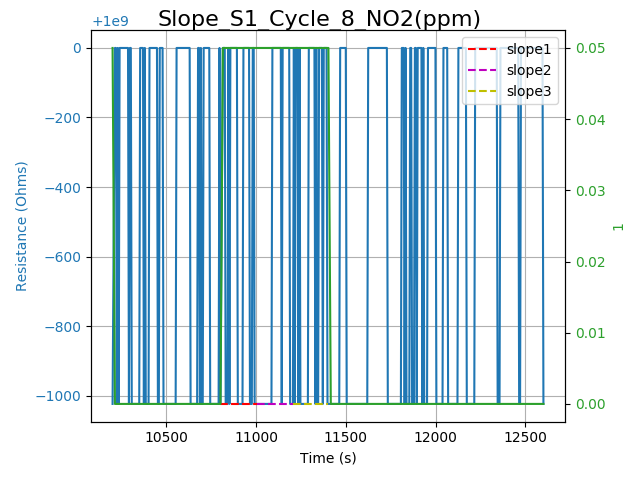 Slope_S1_Cycle_8_NO2(ppm)
+1e9
0
−200
−400
−600
−800
−1000
Resistance (Ohms)
10500
11000
11500
12000
12500
Time (s)
0.05
0.04
0.03
0.02
0.01
0.00
1
slope1
slope2
slope3